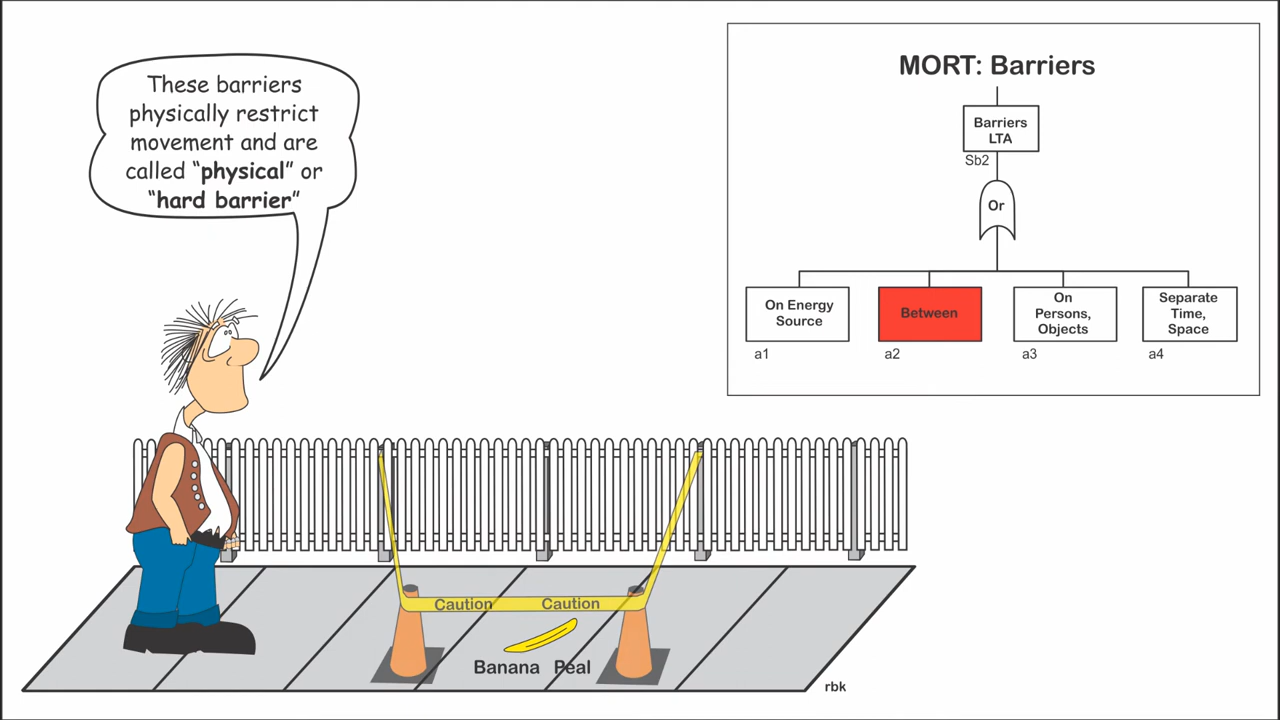 These barriers
physically restrict
movement and are
called “physical” or
“hard barrier”
MORT: Barriers
Barriers
LTA
Sb2
Or
On Energy
Source
Between
On
Persons,
Objects
Separate
Time,
Space
a1
a2
a3
a4
Caution Caution
Banana Peal
rbk